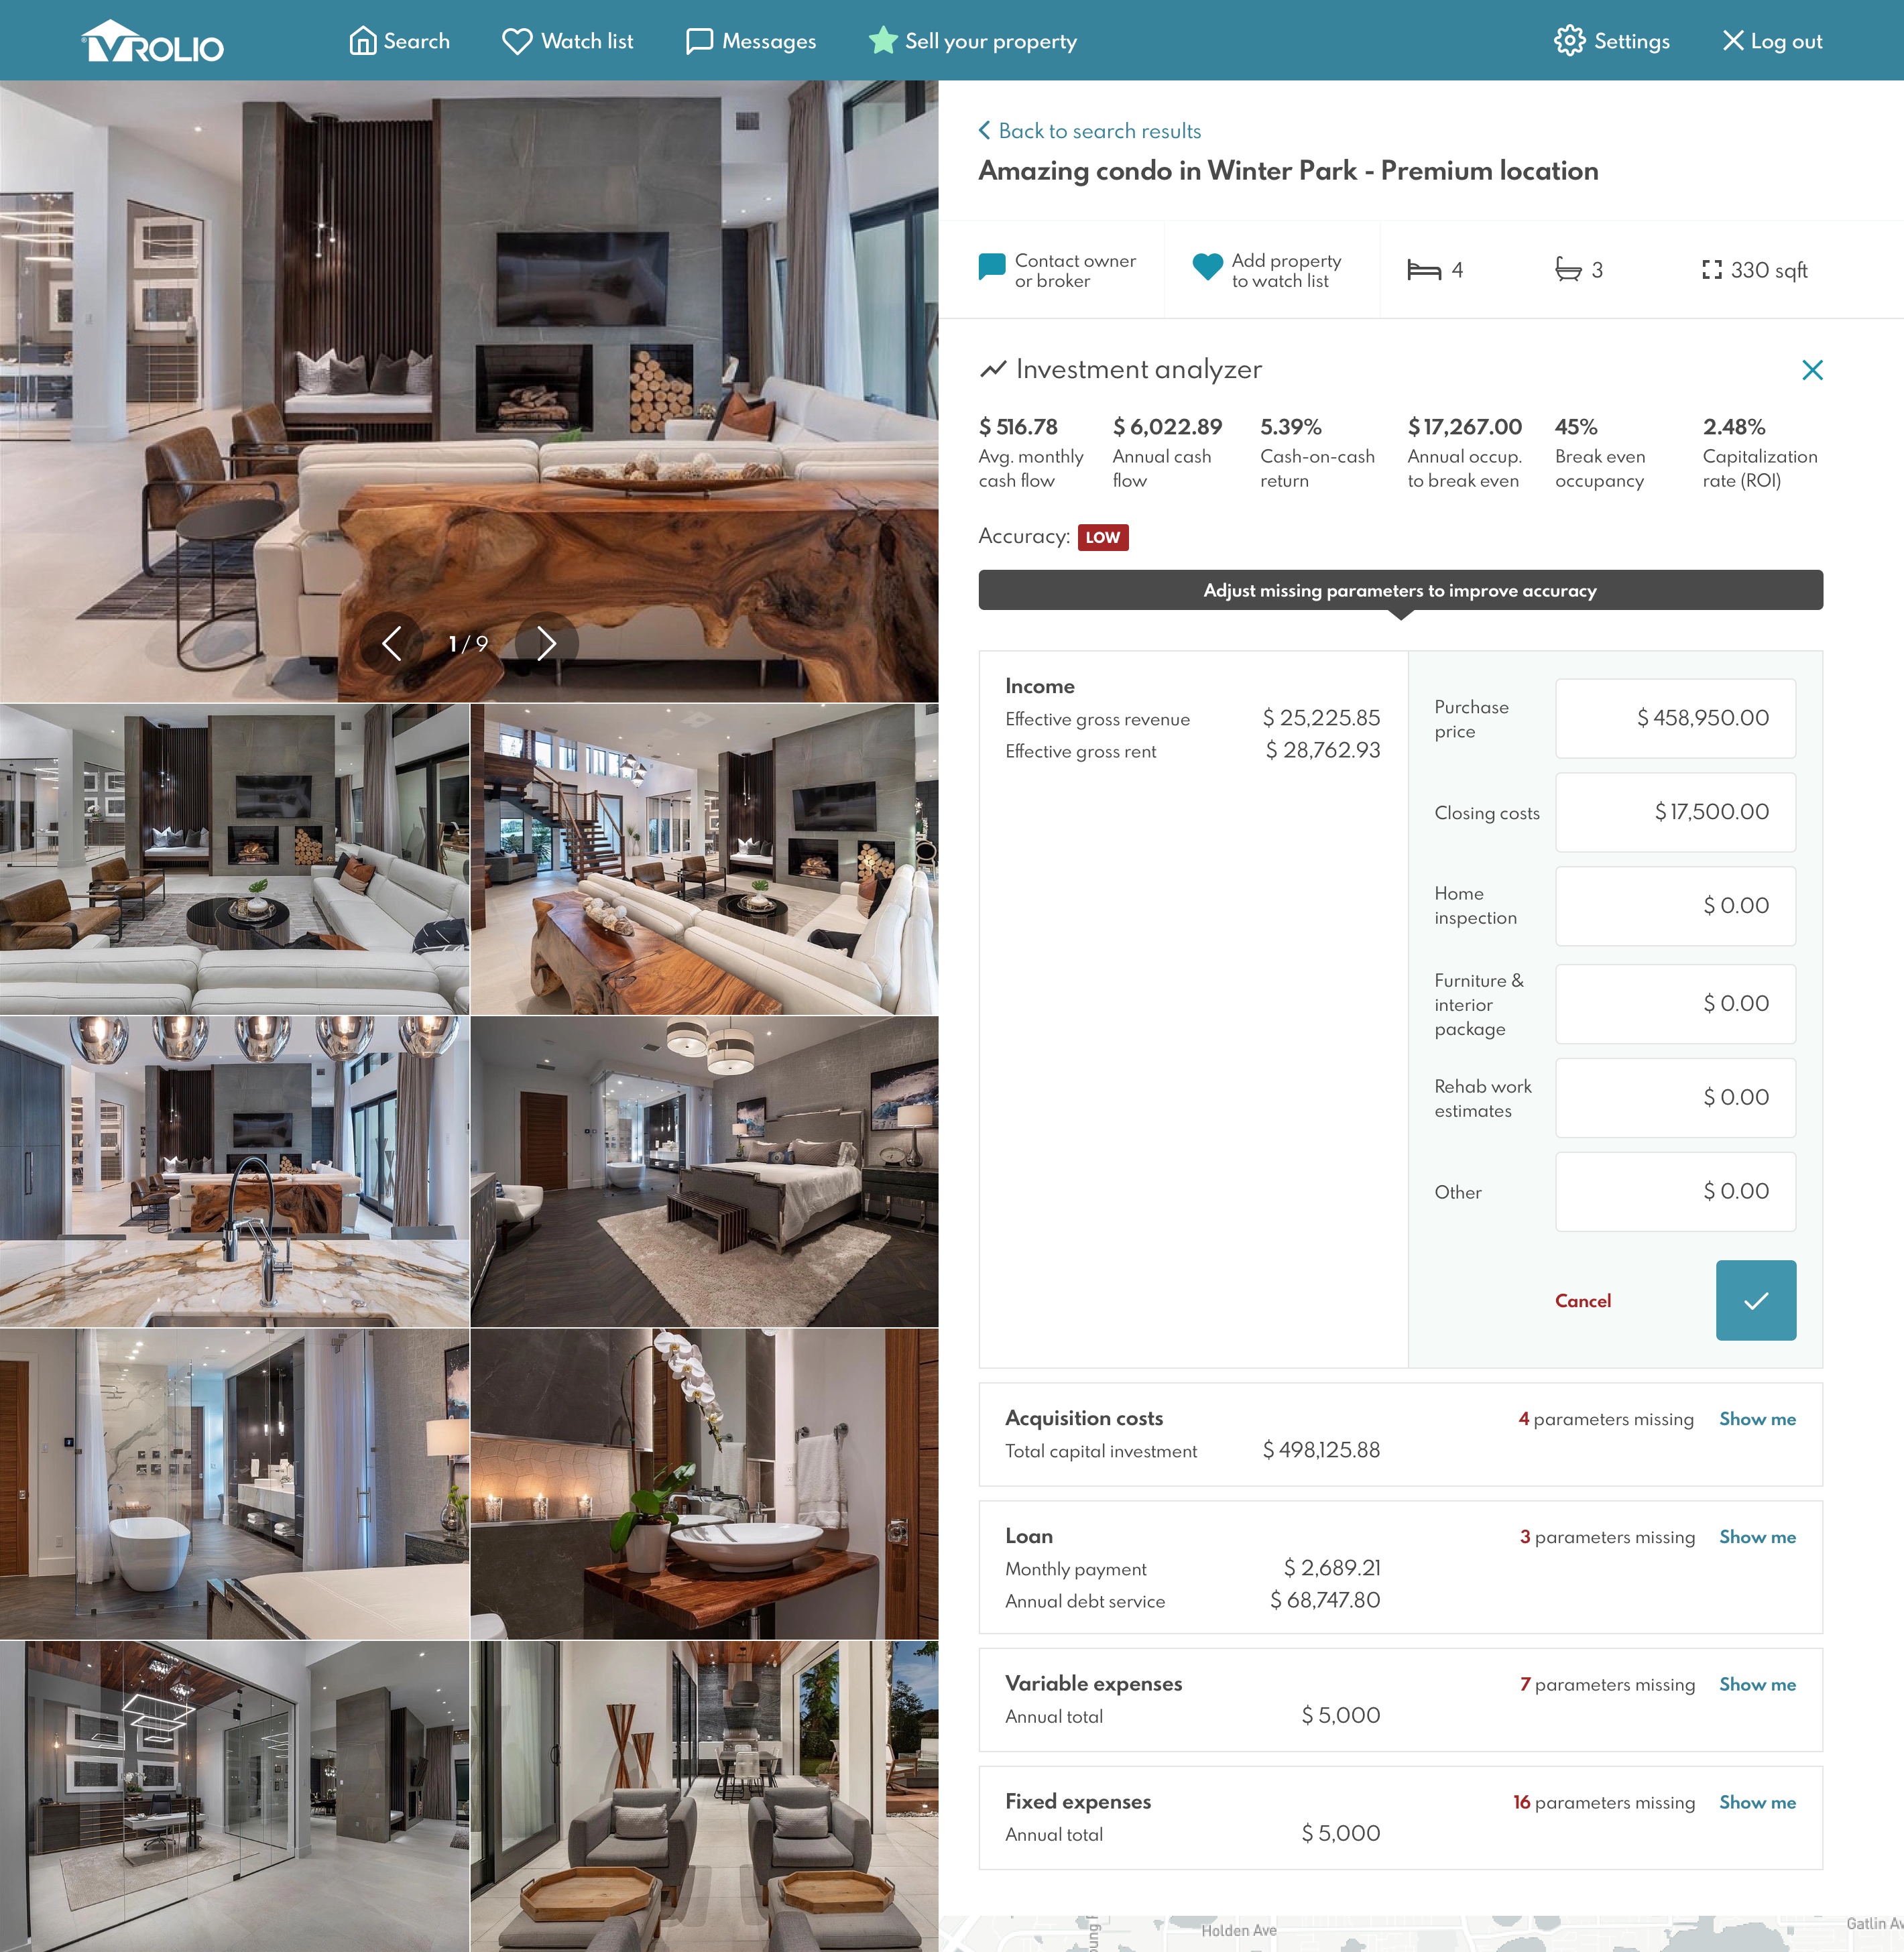 VROLIO
Search
Watch list
Messages
Sell your property
Settings
Log out
Back to search results
Amazing condo in Winter Park - Premium location
Contact owner
or broker
Add property
to watch list
4
3
330 sqft
Investment analyzer
$ 516.78
Avg. monthly
cash flow
$ 6,022.89
Annual cash
flow
5.39%
Cash-on-cash
return
$ 17,267.00
Annual occup.
to break even
45%
Break even
occupancy
2.48%
Capitalization
rate (ROI)
Accuracy: LOW
Adjust missing parameters to improve accuracy
1 / 9
Income
Effective gross revenue $ 25,225.85
Effective gross rent $ 28,762.93
Purchase
price
$ 458,950.00
Closing costs $ 17,500.00
Home
inspection
$ 0.00
Furniture &
interior
package
$ 0.00
Rehab work
estimates
$ 0.00
Other $ 0.00
Cancel
Acquisition costs 4 parameters missing Show me
Total capital investment $ 498,125.88
Loan 3 parameters missing Show me
Monthly payment $ 2,689.21
Annual debt service $ 68,747.80
Variable expenses 7 parameters missing Show me
Annual total $ 5,000
Fixed expenses 16 parameters missing Show me
Annual total $ 5,000
Holden Ave
Gatlin Av